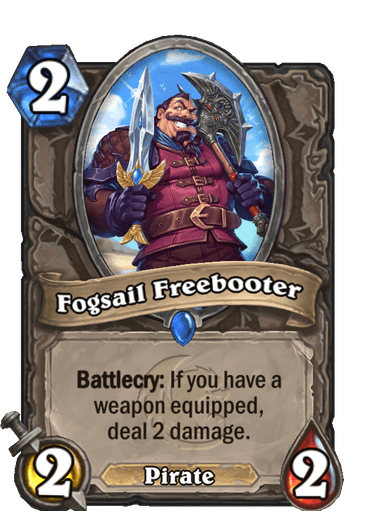 2
Fogsail Freebooter
Battlecry: If you have a
weapon equipped,
deal 2 damage.
2
Pirate
2